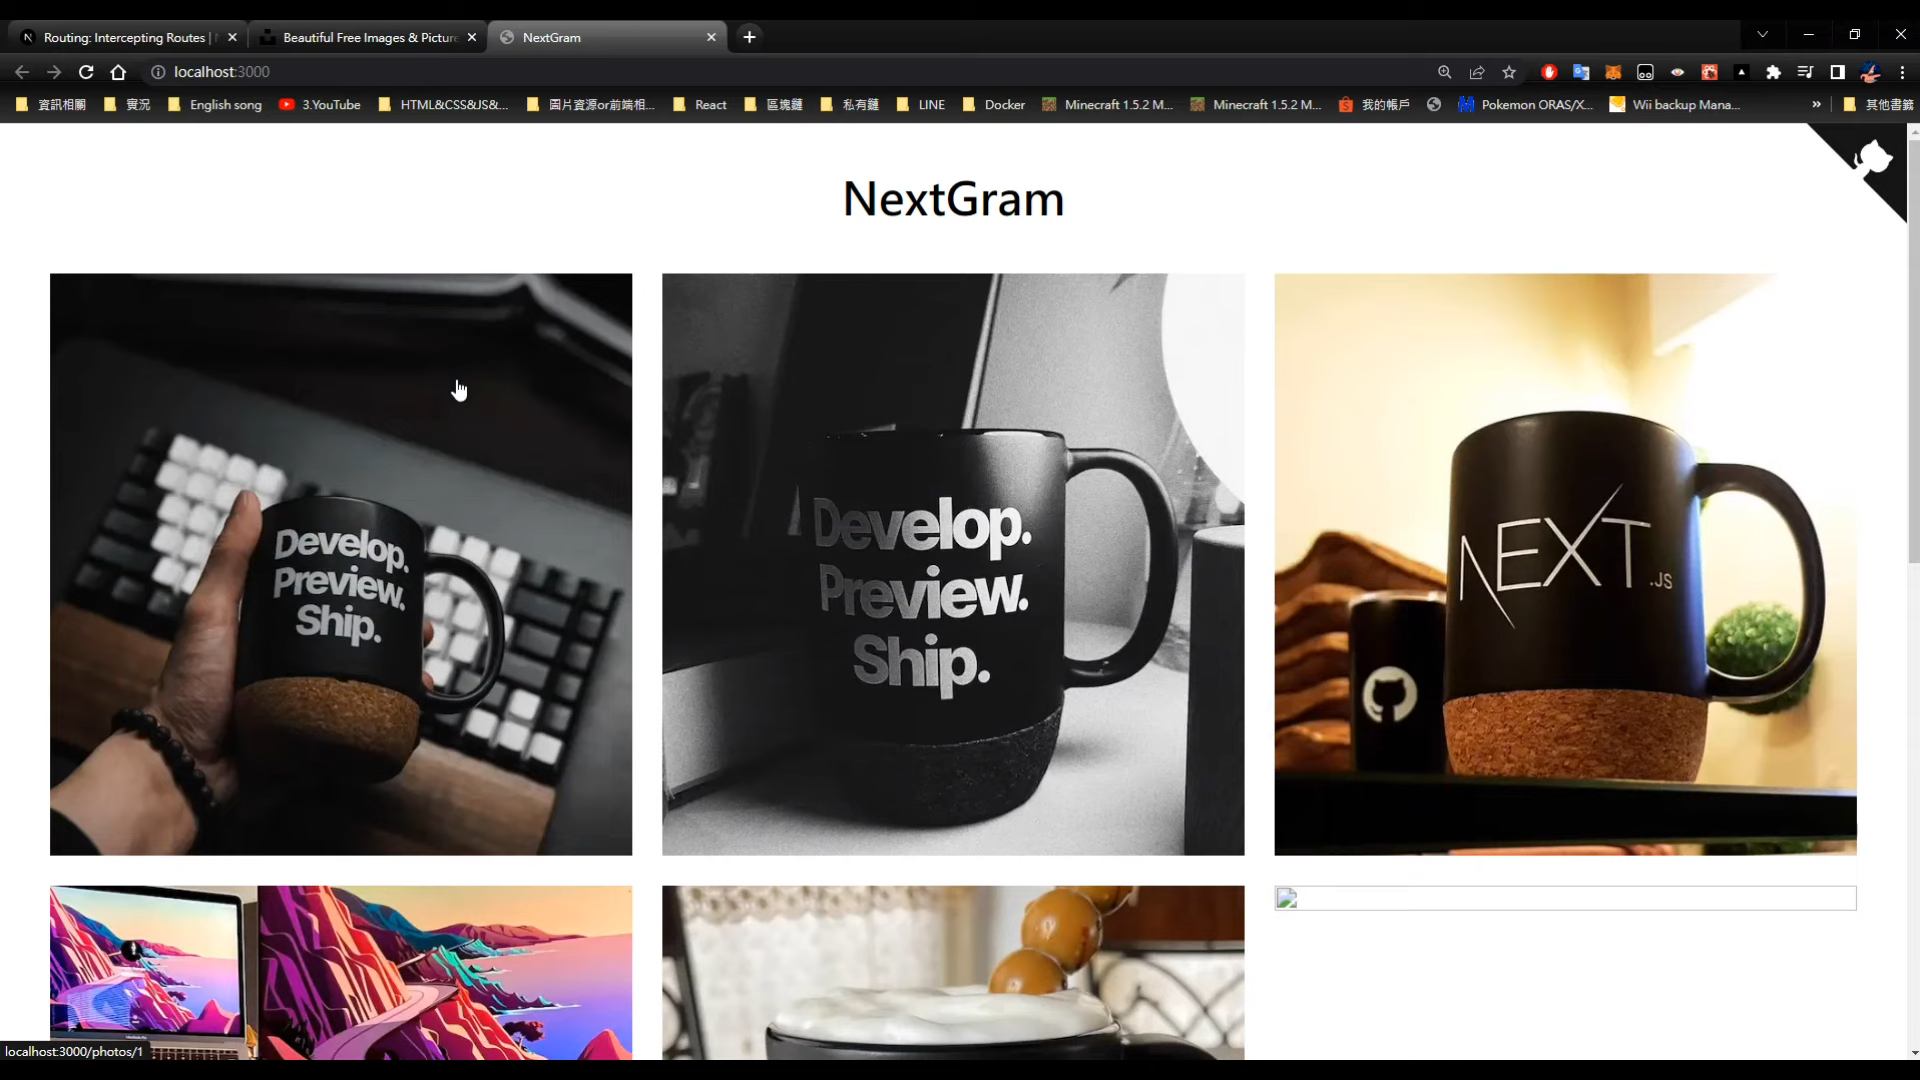 Routing: Intercepting Routes |
Beautiful Free Images & Picture
NextGram
localhost:3000
資訊相關
實況
English song
3.YouTube
HTML&CSS&JS&...
圖片資源or前端相...
React
區塊鏈
私有鏈
LINE
Docker
Minecraft 1.5.2 M...
Minecraft 1.5.2 M...
我的帳戶
Pokemon ORAS/X...
Wii backup Mana...
»
其他書籤
NextGram
Develop.
Preview.
Ship.
Develop.
Preview.
Ship.
NEXT.JS
localhost:3000/photos/1